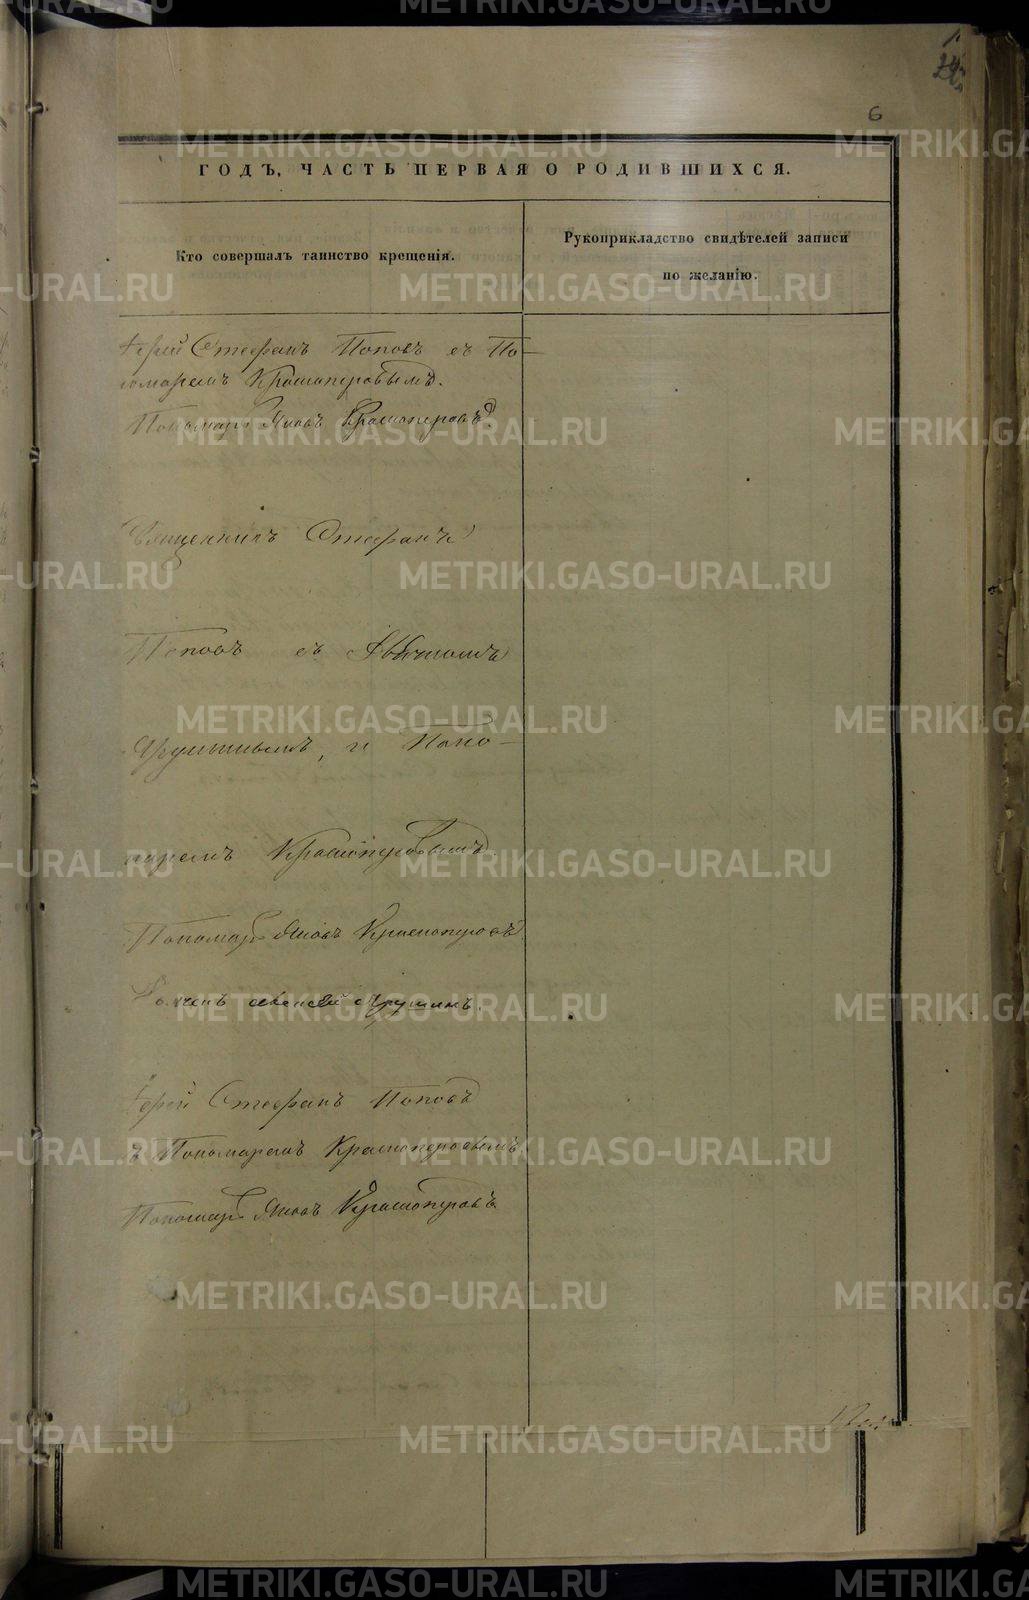 6
ГОДЪ, ЧАСТЬ ПЕРВАЯ О РОДИВШИХСЯ.
Кто совершалъ таинство крещенія.
Рукоприкладство свидѣтелей записи
по желанію.
Іерей Стефанъ Поповъ съ По-
номаремъ Красноперовымъ.
Пономарь Яковъ Красноперовъ
Священникъ Стефанъ
Поповъ съ
и Поно-
маремъ Красноперовымъ
Пономарь Яковъ Красноперовъ
Іерей Стефанъ Поповъ
съ Пономаремъ Красноперовымъ
Пономарь Яковъ Красноперовъ
METRIKI.GASO-URAL.RU